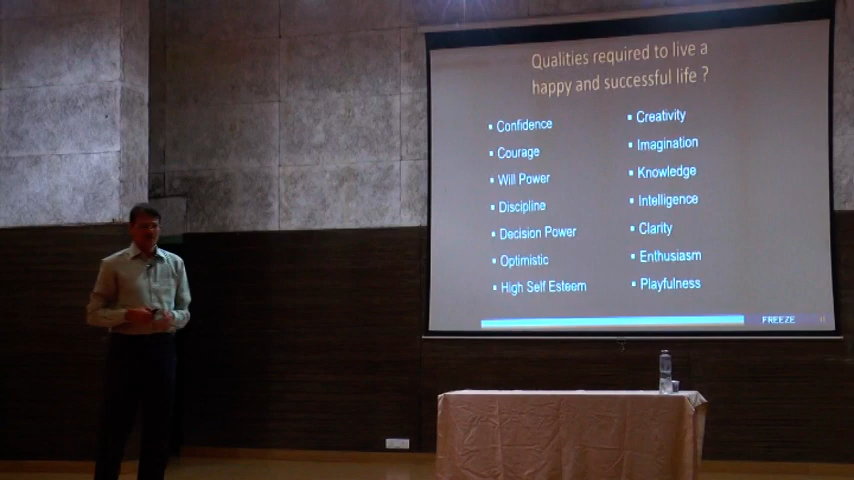 Qualities required to live a
happy and successful life ?
▪ Confidence
▪ Courage
▪ Will Power
▪ Discipline
▪ Decision Power
▪ Optimistic
▪ High Self Esteem
▪ Creativity
▪ Imagination
▪ Knowledge
▪ Intelligence
▪ Clarity
▪ Enthusiasm
▪ Playfulness
FREEZE